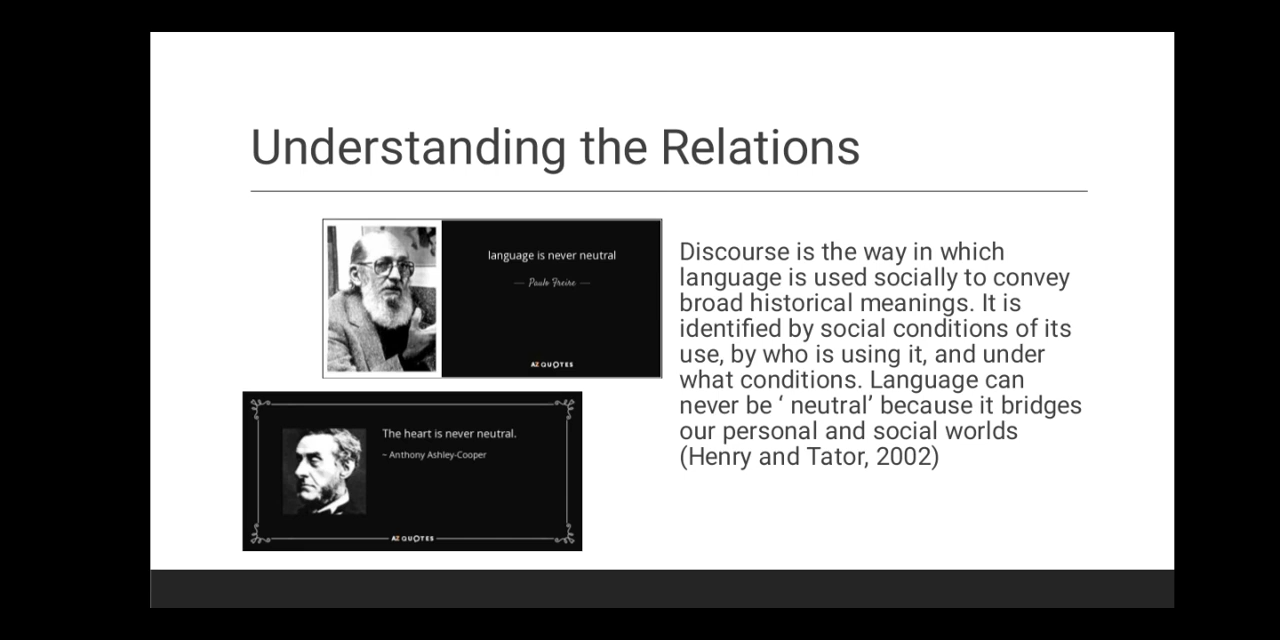 Understanding the Relations
language is never neutral
— Paulo Freire —
AZ QUOTES
The heart is never neutral.
~ Anthony Ashley-Cooper
AZ QUOTES
Discourse is the way in which
language is used socially to convey
broad historical meanings. It is
identified by social conditions of its
use, by who is using it, and under
what conditions. Language can
never be ‘ neutral’ because it bridges
our personal and social worlds
(Henry and Tator, 2002)